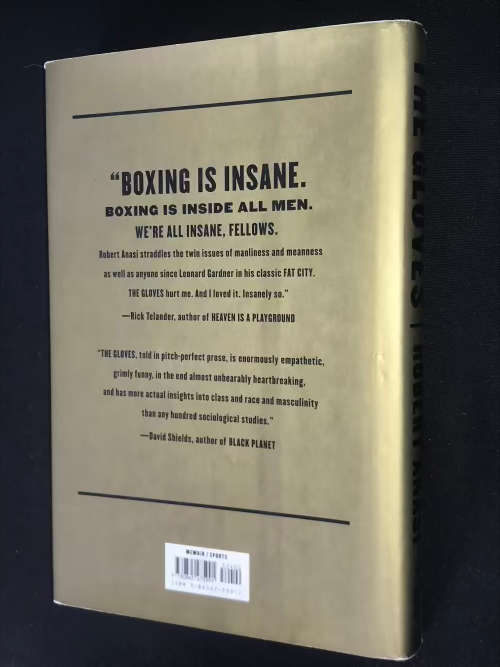 “BOXING IS INSANE.
BOXING IS INSIDE ALL MEN.
WE'RE ALL INSANE, FELLOWS.
Robert Anasi straddles the twin issues of manliness and meanness
as well as anyone since Leonard Gardner in his classic FAT CITY.
THE GLOVES hurt me. And I loved it. Insanely so.”
—Rick Telander, author of HEAVEN IS A PLAYGROUND
"THE GLOVES, told in pitch-perfect prose, is enormously empathetic,
grimly funny, in the end almost unbearably heartbreaking,
and has more actual insights into class and race and masculinity
than any hundred sociological studies."
—David Shields, author of BLACK PLANET
MEMOIR / SPORTS
THE GLOVES | ROBERT ANASI